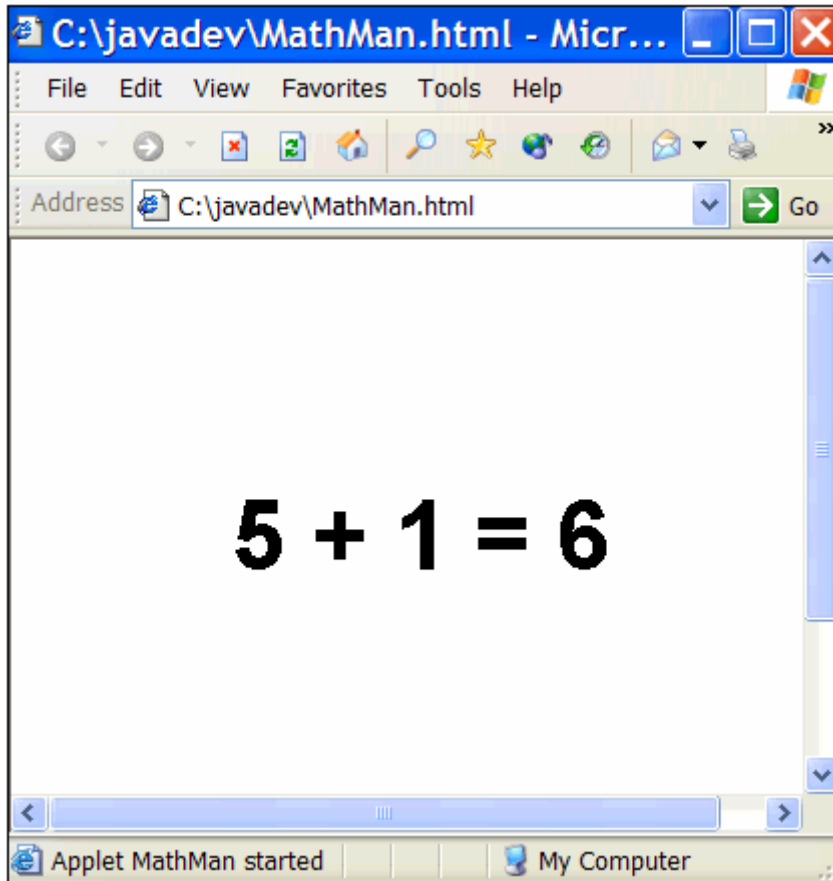 C:\javadev\MathMan.html - Micr...
File Edit View Favorites Tools Help
Address C:\javadev\MathMan.html Go
5 + 1 = 6
Applet MathMan started My Computer